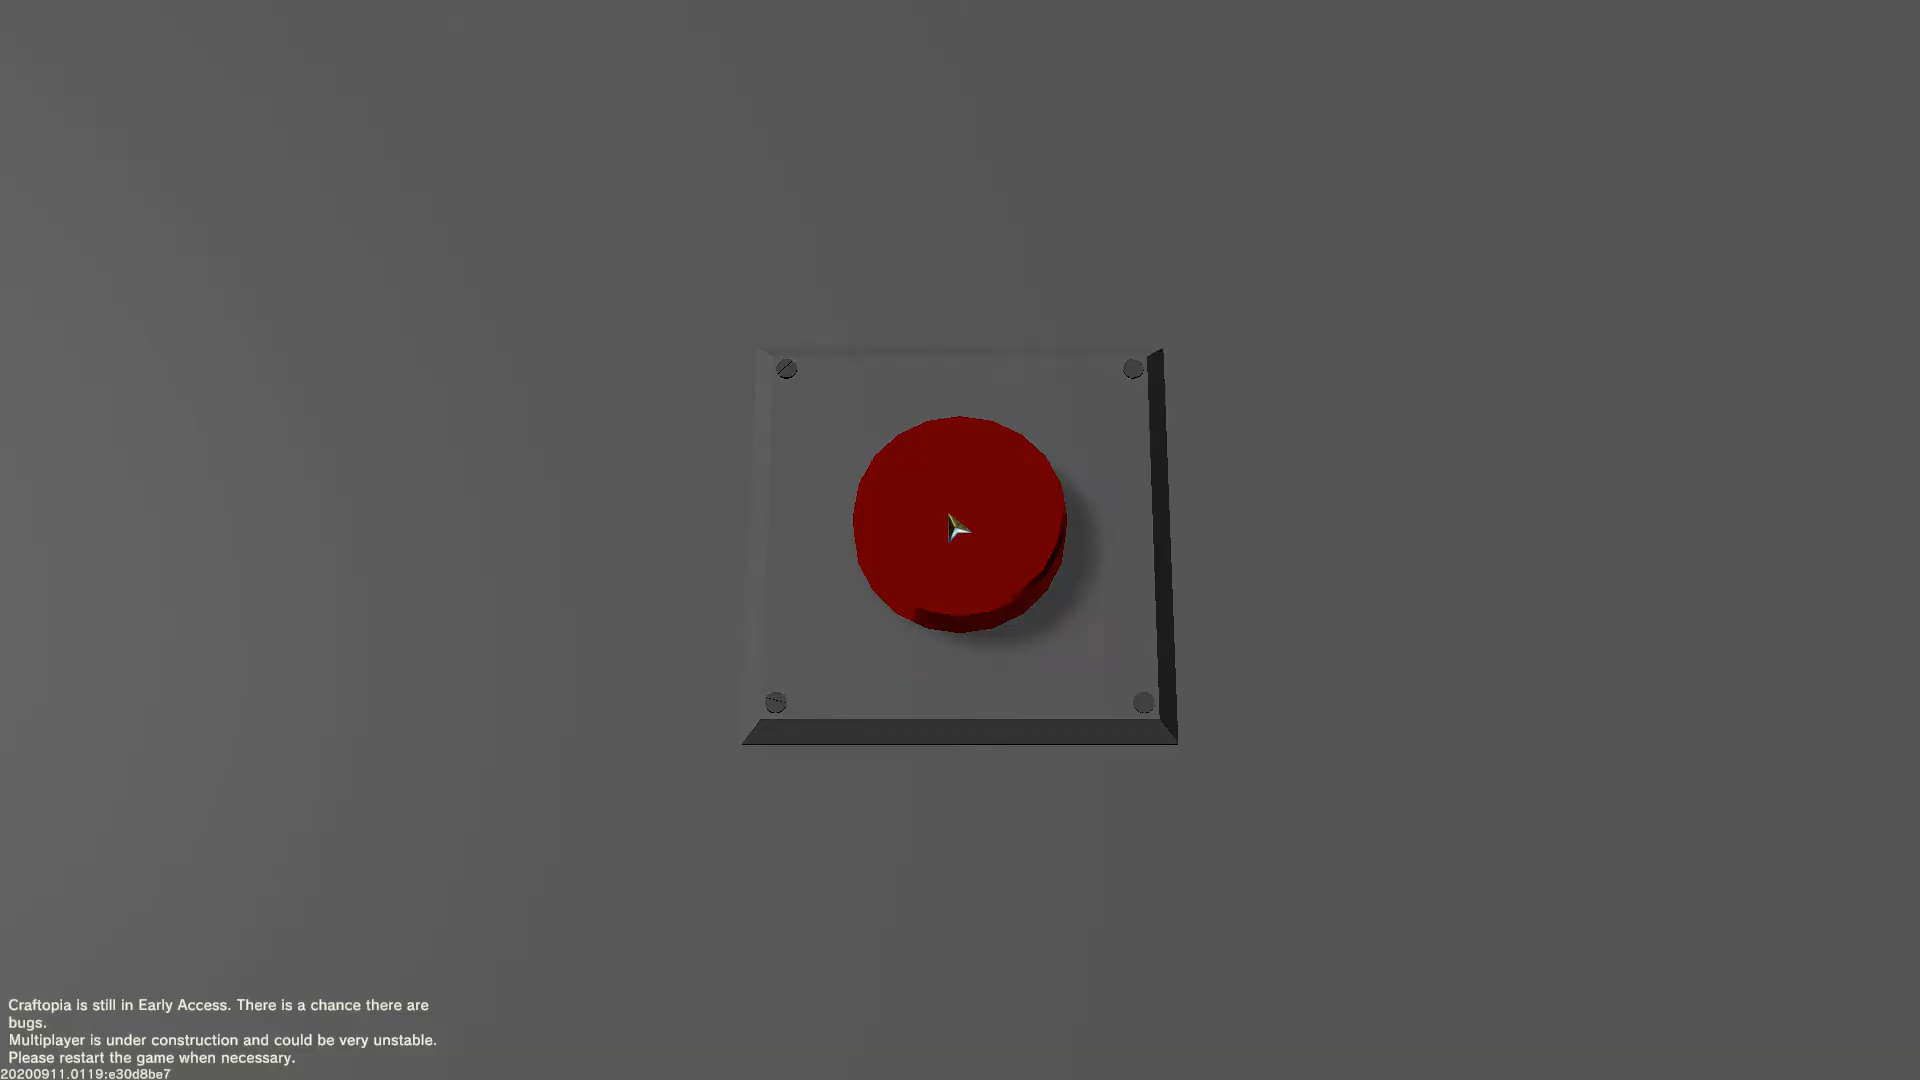 Craftopia is still in Early Access. There is a chance there are
bugs.
Multiplayer is under construction and could be very unstable.
Please restart the game when necessary.
20200911.0119:e30d8be7